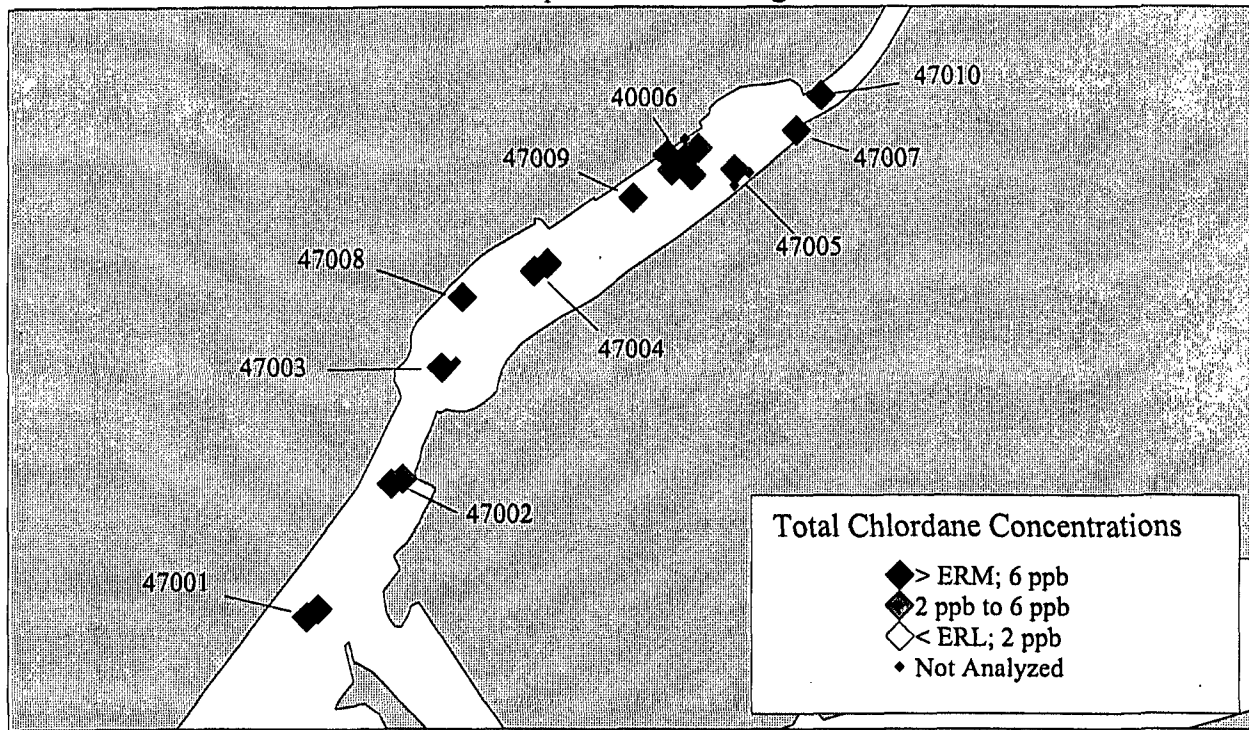 47010
40006
47009
47007
47005
47008
47004
47003
47002
47001
Total Chlordane Concentrations
> ERM; 6 ppb
2 ppb to 6 ppb
< ERL; 2 ppb
Not Analyzed